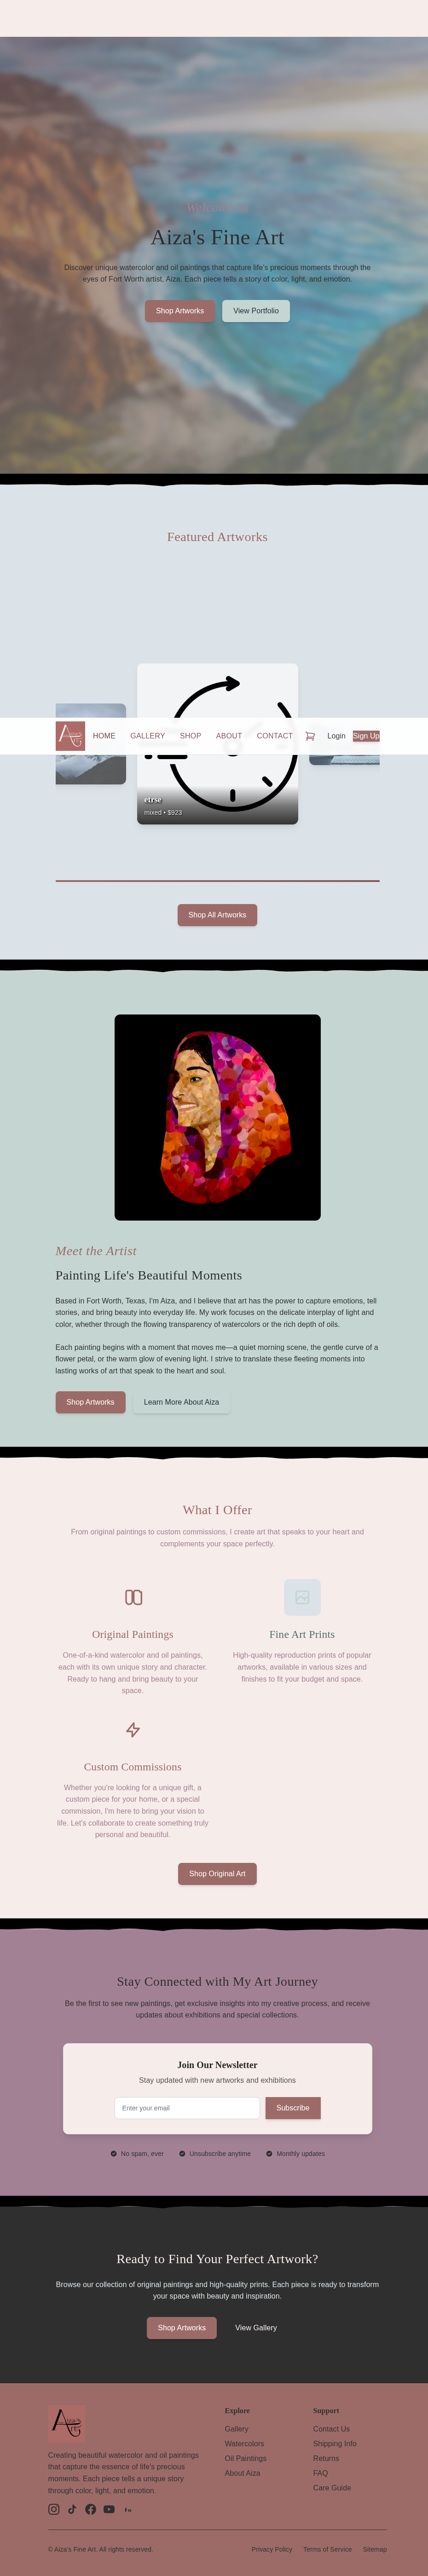 Aiza's Fine Art
Discover unique watercolor and oil paintings that capture life's precious moments through the
eyes of Fort Worth artist, Aiza. Each piece tells a story of color, light, and emotion.
Shop Artworks
View Portfolio
Featured Artworks
HOME
GALLERY
SHOP
ABOUT
CONTACT
Login
Sign Up
etrse
mixed • $923
Shop All Artworks
Meet the Artist
Painting Life's Beautiful Moments
Based in Fort Worth, Texas, I'm Aiza, and I believe that art has the power to capture emotions, tell
stories, and bring beauty into everyday life. My work focuses on the delicate interplay of light and
color, whether through the flowing transparency of watercolors or the rich depth of oils.
Each painting begins with a moment that moves me—a quiet morning scene, the gentle curve of a
flower petal, or the warm glow of evening light. I strive to translate these fleeting moments into
lasting works of art that speak to the heart and soul.
Shop Artworks
Learn More About Aiza
What I Offer
From original paintings to custom commissions, I create art that speaks to your heart and
complements your space perfectly.
Original Paintings
One-of-a-kind watercolor and oil paintings,
each with its own unique story and character.
Ready to hang and bring beauty to your
space.
Fine Art Prints
High-quality reproduction prints of popular
artworks, available in various sizes and
finishes to fit your budget and space.
Custom Commissions
Whether you're looking for a unique gift, a
custom piece for your home, or a special
commission, I'm here to bring your vision to
life. Let's collaborate to create something truly
personal and beautiful.
Shop Original Art
Stay Connected with My Art Journey
Be the first to see new paintings, get exclusive insights into my creative process, and receive
updates about exhibitions and special collections.
Join Our Newsletter
Stay updated with new artworks and exhibitions
Enter your email
Subscribe
No spam, ever
Unsubscribe anytime
Monthly updates
Ready to Find Your Perfect Artwork?
Browse our collection of original paintings and high-quality prints. Each piece is ready to transform
your space with beauty and inspiration.
Shop Artworks
View Gallery
Creating beautiful watercolor and oil paintings
that capture the essence of life's precious
moments. Each piece tells a unique story
through color, light, and emotion.
Explore
Gallery
Watercolors
Oil Paintings
About Aiza
Support
Contact Us
Shipping Info
Returns
FAQ
Care Guide
© Aiza's Fine Art. All rights reserved.
Privacy Policy
Terms of Service
Sitemap